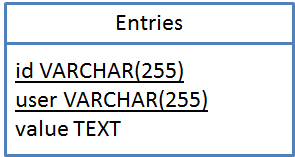 Entries
id VARCHAR(255)
user VARCHAR(255)
value TEXT